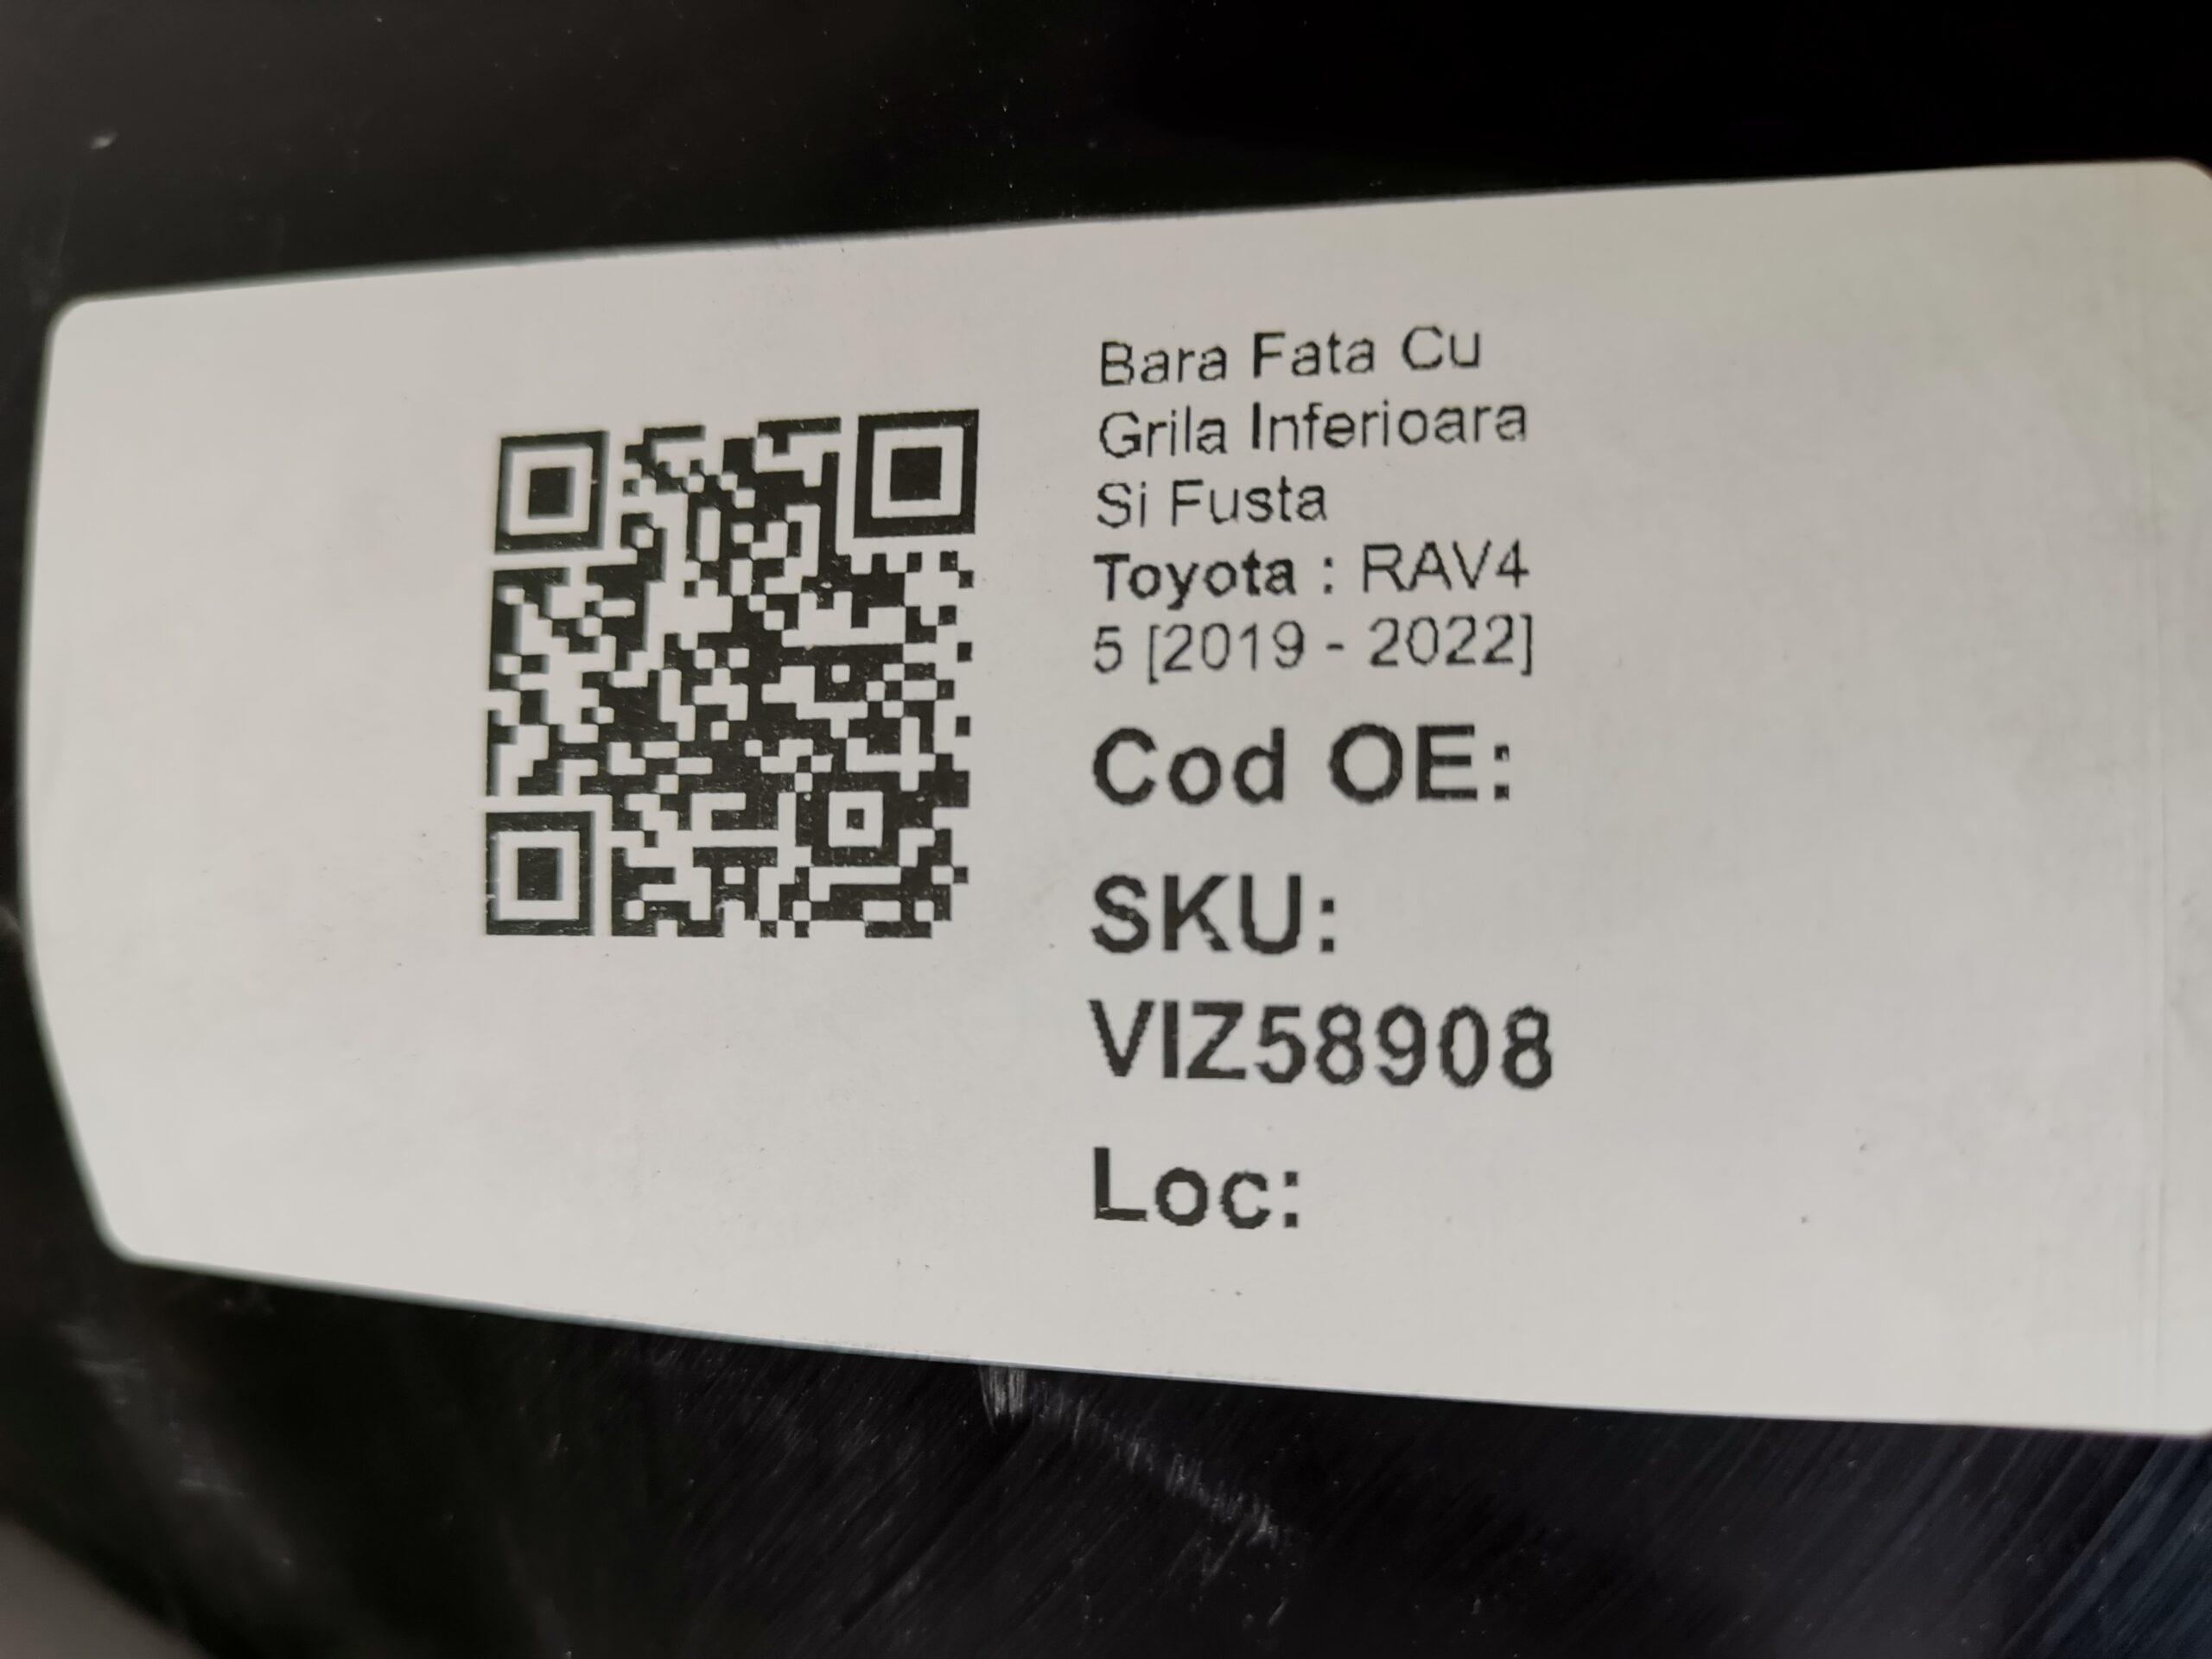 Bara Fata Cu
Grila Inferioara
Si Fusta
Toyota : RAV4
5 [2019 - 2022]
Cod OE:
SKU:
VIZ58908
Loc: